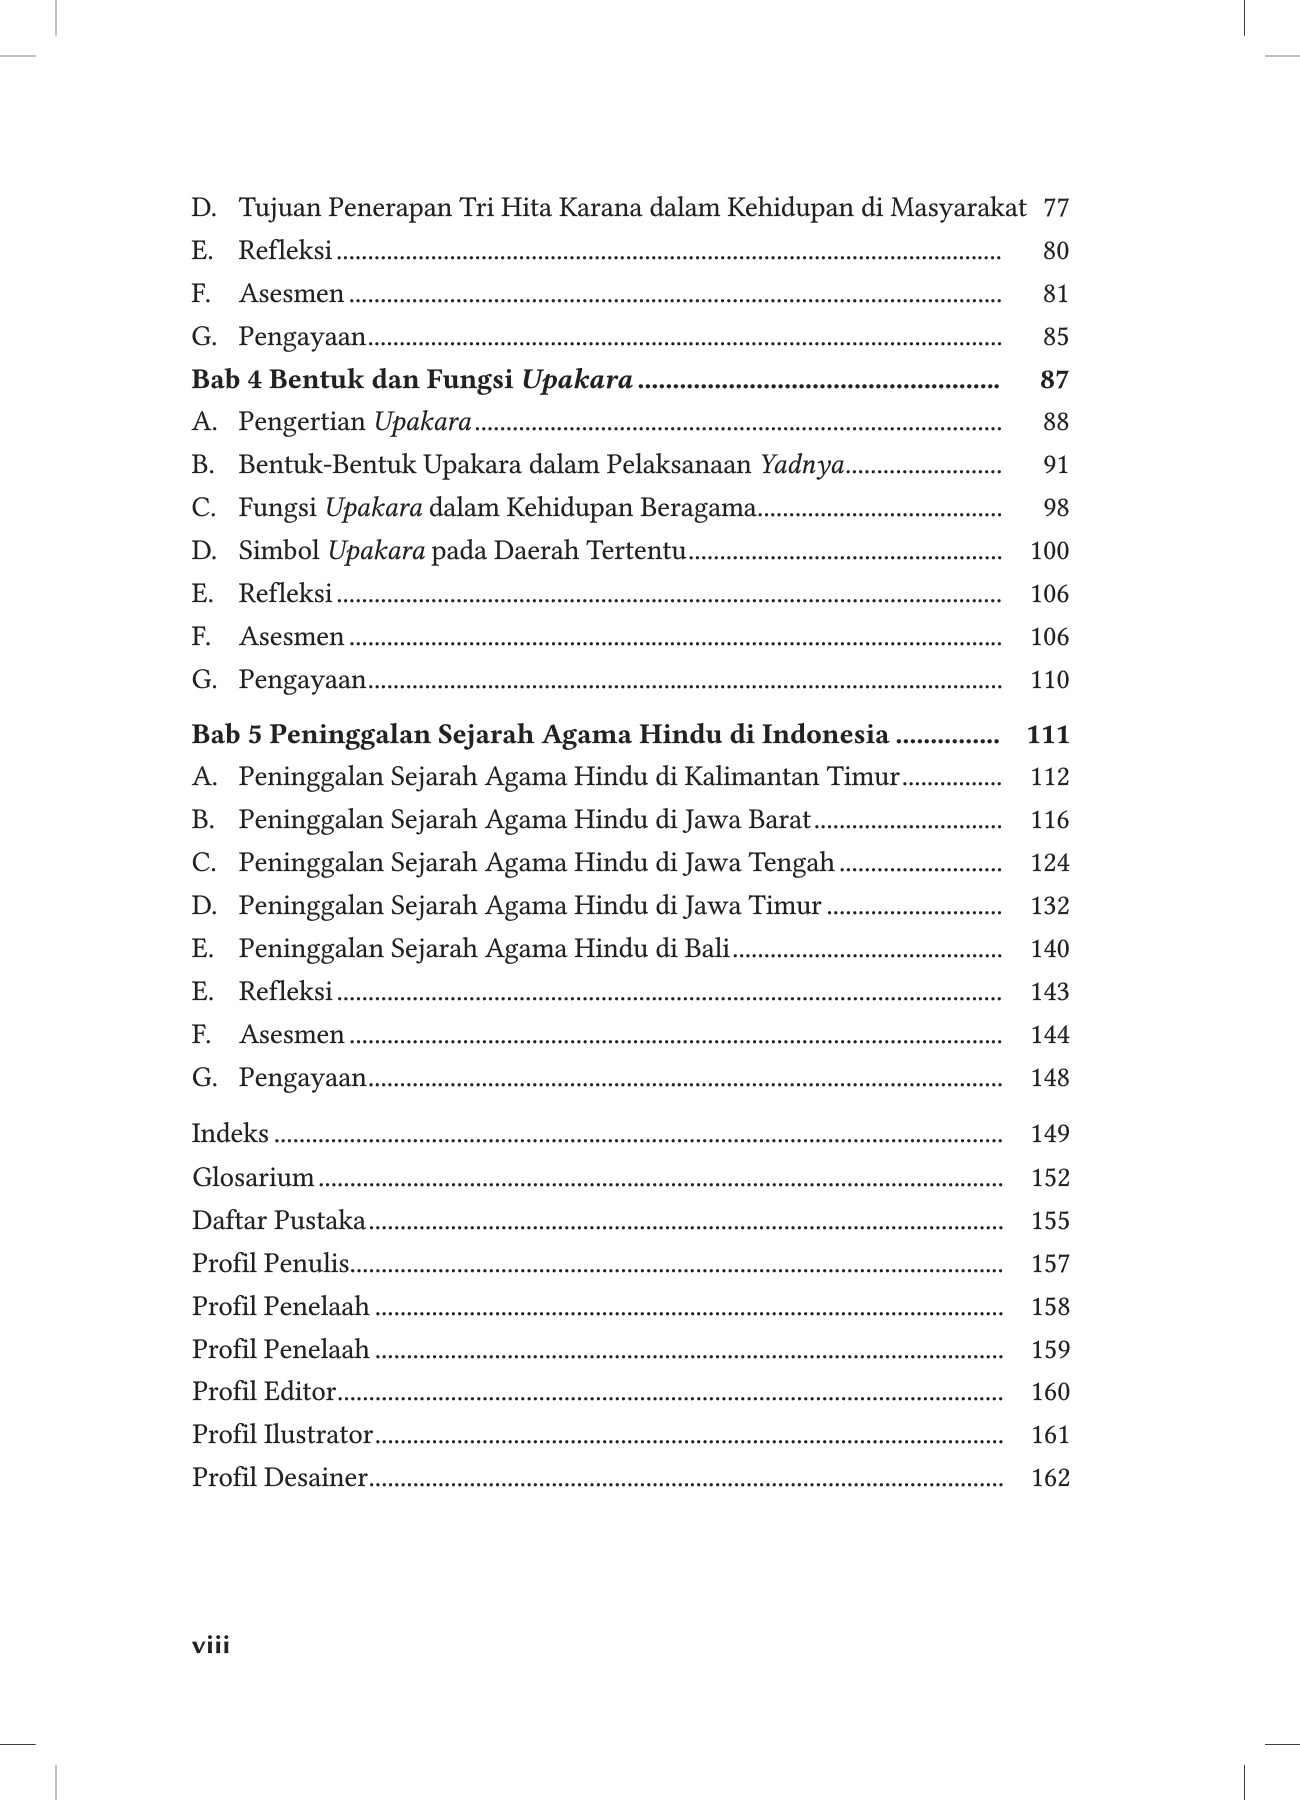 D. Tujuan Penerapan Tri Hita Karana dalam Kehidupan di Masyarakat 77
E. Refleksi .......................................................................................................... 80
F. Asesmen ........................................................................................................ 81
G. Pengayaan..................................................................................................... 85
Bab 4 Bentuk dan Fungsi Upakara .................................................... 87
A. Pengertian Upakara .................................................................................... 88
B. Bentuk-Bentuk Upakara dalam Pelaksanaan Yadnya......................... 91
C. Fungsi Upakara dalam Kehidupan Beragama....................................... 98
D. Simbol Upakara pada Daerah Tertentu.................................................. 100
E. Refleksi .......................................................................................................... 106
F. Asesmen ........................................................................................................ 106
G. Pengayaan..................................................................................................... 110
Bab 5 Peninggalan Sejarah Agama Hindu di Indonesia ............... 111
A. Peninggalan Sejarah Agama Hindu di Kalimantan Timur................ 112
B. Peninggalan Sejarah Agama Hindu di Jawa Barat .............................. 116
C. Peninggalan Sejarah Agama Hindu di Jawa Tengah .......................... 124
D. Peninggalan Sejarah Agama Hindu di Jawa Timur ............................ 132
E. Peninggalan Sejarah Agama Hindu di Bali........................................... 140
E. Refleksi .......................................................................................................... 143
F. Asesmen ........................................................................................................ 144
G. Pengayaan..................................................................................................... 148
Indeks .................................................................................................................... 149
Glosarium ............................................................................................................. 152
Daftar Pustaka..................................................................................................... 155
Profil Penulis........................................................................................................ 157
Profil Penelaah .................................................................................................... 158
Profil Penelaah .................................................................................................... 159
Profil Editor.......................................................................................................... 160
Profil Ilustrator.................................................................................................... 161
Profil Desainer..................................................................................................... 162
viii